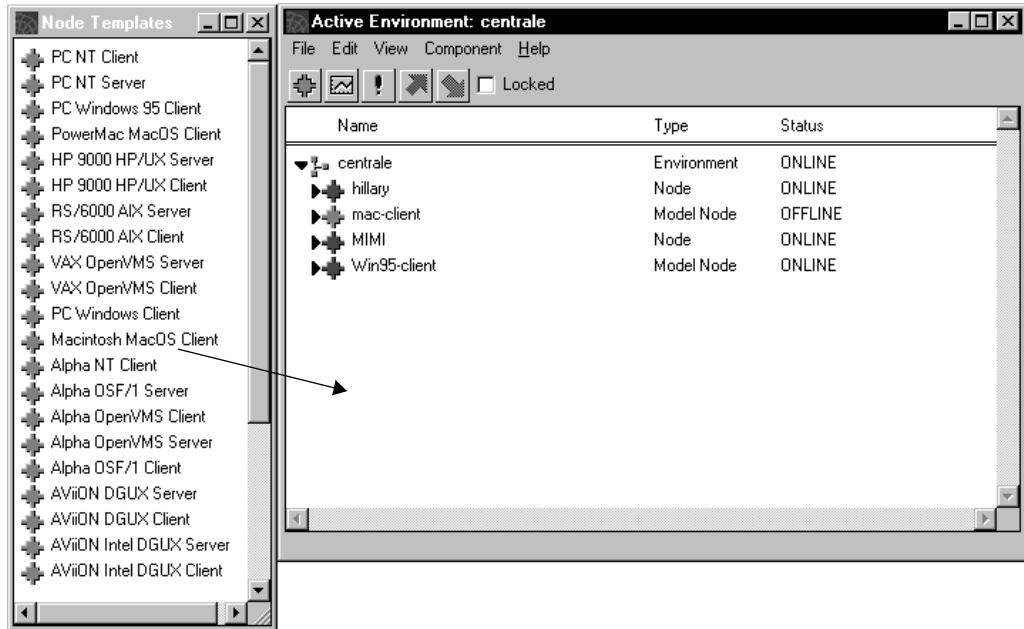 Node Templates
PC NT Client
PC NT Server
PC Windows 95 Client
PowerMac MacOS Client
HP 9000 HP/UX Server
HP 9000 HP/UX Client
RS/6000 AIX Server
RS/6000 AIX Client
VAX OpenVMS Server
VAX OpenVMS Client
PC Windows Client
Macintosh MacOS Client
Alpha NT Client
Alpha OSF/1 Server
Alpha OpenVMS Client
Alpha OpenVMS Server
Alpha OSF/1 Client
AViiON DGUX Server
AViiON DGUX Client
AViiON Intel DGUX Server
AViiON Intel DGUX Client
Active Environment: centrale
File Edit View Component Help
Locked
Name Type Status
centrale Environment ONLINE
hillary Node ONLINE
mac-client Model Node OFFLINE
MIMI Node ONLINE
Win95-client Model Node ONLINE